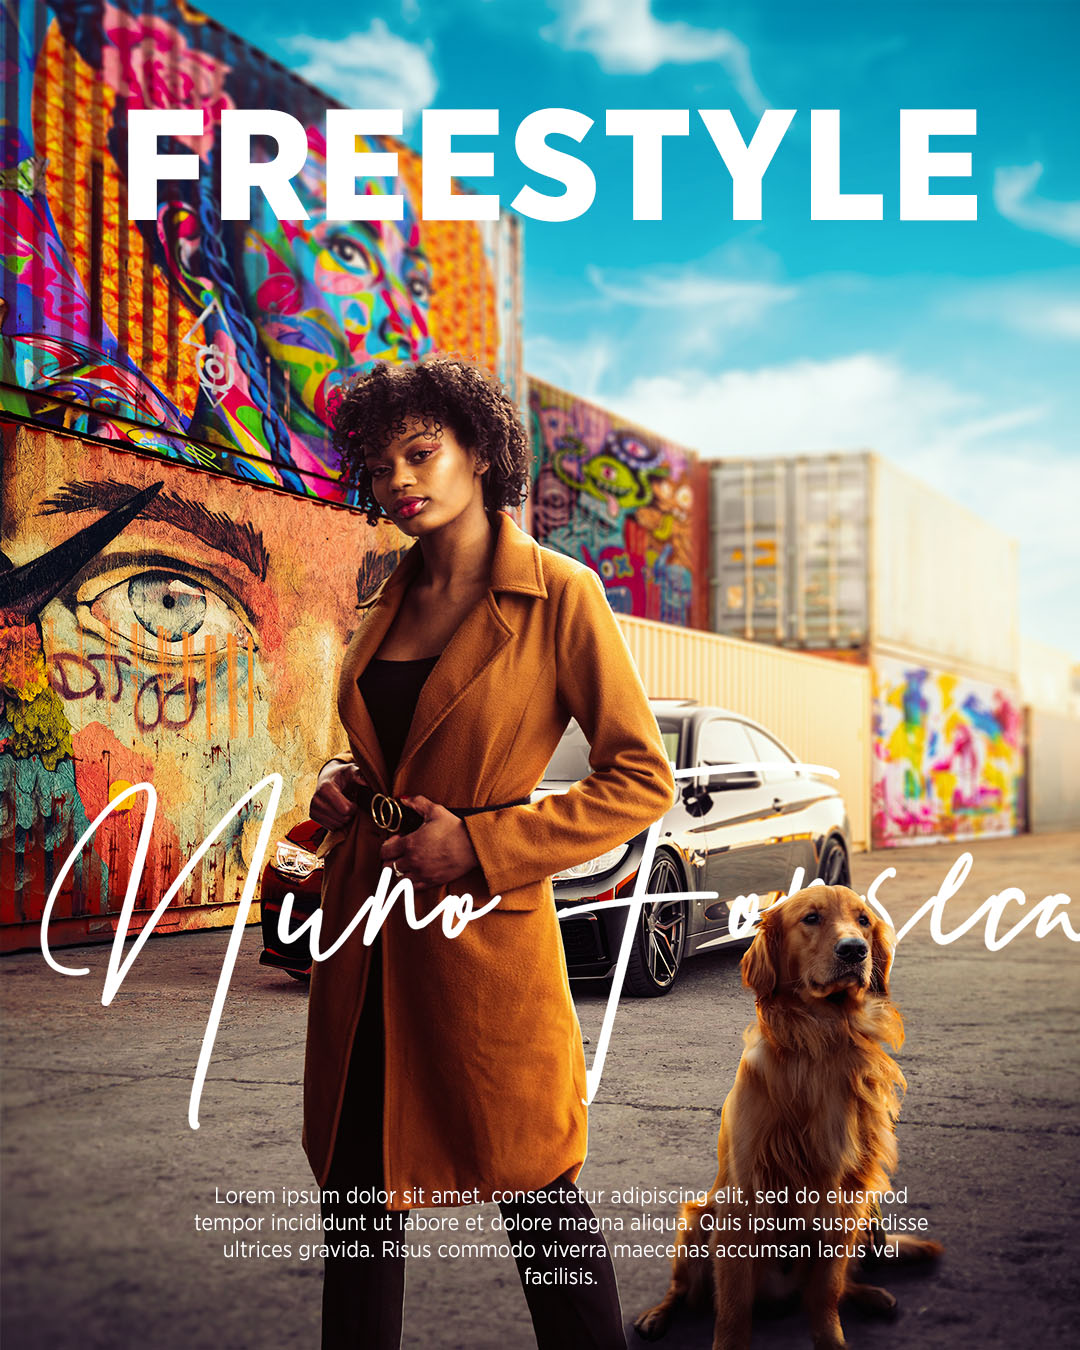 FREESTYLE
Nuno Fonseca
Lorem ipsum dolor sit amet, consectetur adipiscing elit, sed do eiusmod
tempor incididunt ut labore et dolore magna aliqua. Quis ipsum suspendisse
ultrices gravida. Risus commodo viverra maecenas accumsan lacus vel
facilisis.